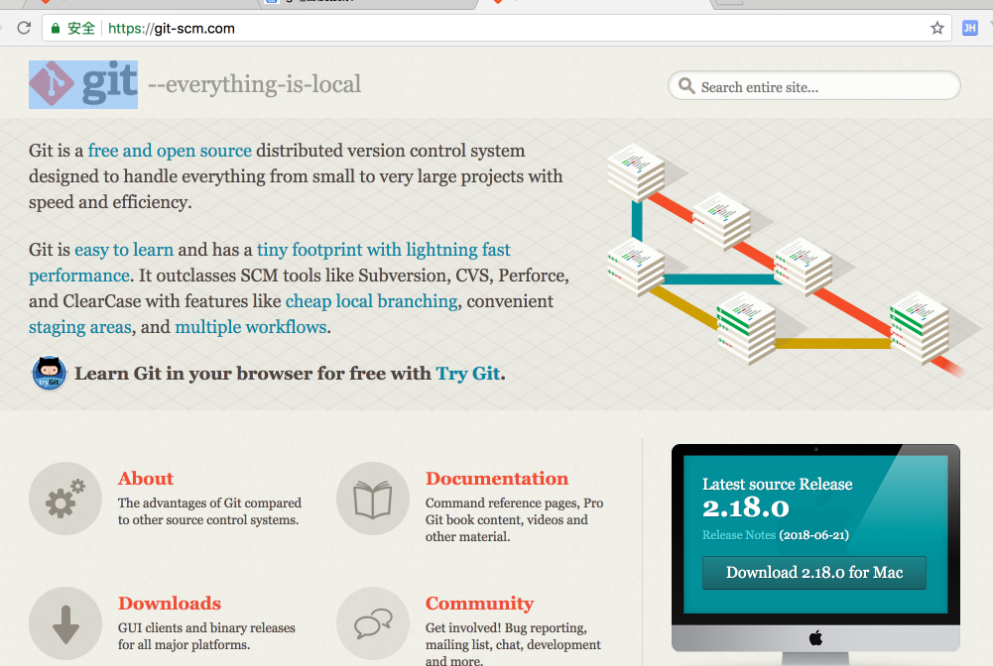 安全 https://git-scm.com
JH
git --everything-is-local
Search entire site...
Git is a free and open source distributed version control system
designed to handle everything from small to very large projects with
speed and efficiency.
Git is easy to learn and has a tiny footprint with lightning fast
performance. It outclasses SCM tools like Subversion, CVS, Perforce,
and ClearCase with features like cheap local branching, convenient
staging areas, and multiple workflows.
Learn Git in your browser for free with Try Git.
About
The advantages of Git compared
to other source control systems.
Documentation
Command reference pages, Pro
Git book content, videos and
other material.
Downloads
GUI clients and binary releases
for all major platforms.
Community
Get involved! Bug reporting,
mailing list, chat, development
and more.
Latest source Release
2.18.0
Release Notes (2018-06-21)
Download 2.18.0 for Mac